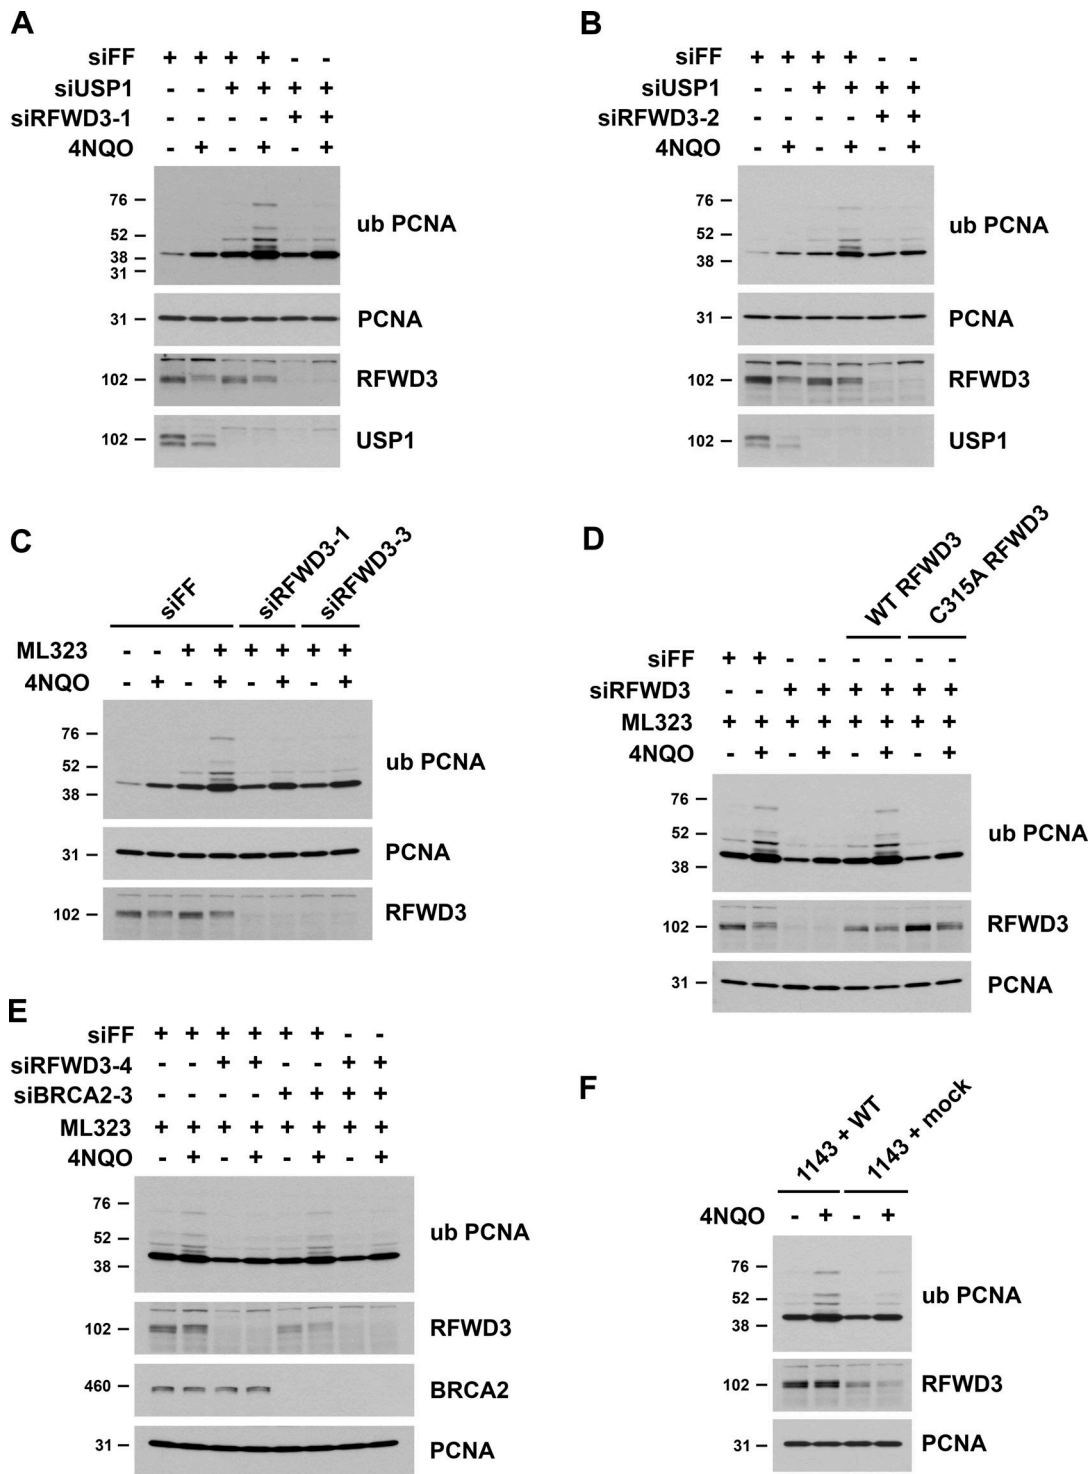 A
siFF + + + + - -
siUSP1 - - + + + +
siRFWD3-1 - - - - + +
4NQO - + - + - +
76
52
38
31
ub PCNA
31
PCNA
102
RFWD3
102
USP1
B
siFF + + + + - -
siUSP1 - - + + + +
siRFWD3-2 - - - - + +
4NQO - + - + - +
76
52
38
ub PCNA
31
PCNA
102
RFWD3
102
USP1
C
siFF
siRFWD3-1
siRFWD3-3
ML323 - - + + + + + +
4NQO - + - + - + - +
76
52
38
ub PCNA
31
PCNA
102
RFWD3
D
WT RFWD3
C315A RFWD3
siFF + + - - - - - -
siRFWD3 - - + + + + + +
ML323 + + + + + + + +
4NQO - + - + - + - +
76
52
38
ub PCNA
102
RFWD3
31
PCNA
E
siFF + + + + + + - -
siRFWD3-4 - - + + - - + +
siBRCA2-3 - - - - + + + +
ML323 + + + + + + + +
4NQO - + - + - + - +
76
52
38
ub PCNA
102
RFWD3
460
BRCA2
31
PCNA
F
1143 + WT
1143 + mock
4NQO - + - +
76
52
38
ub PCNA
102
RFWD3
31
PCNA